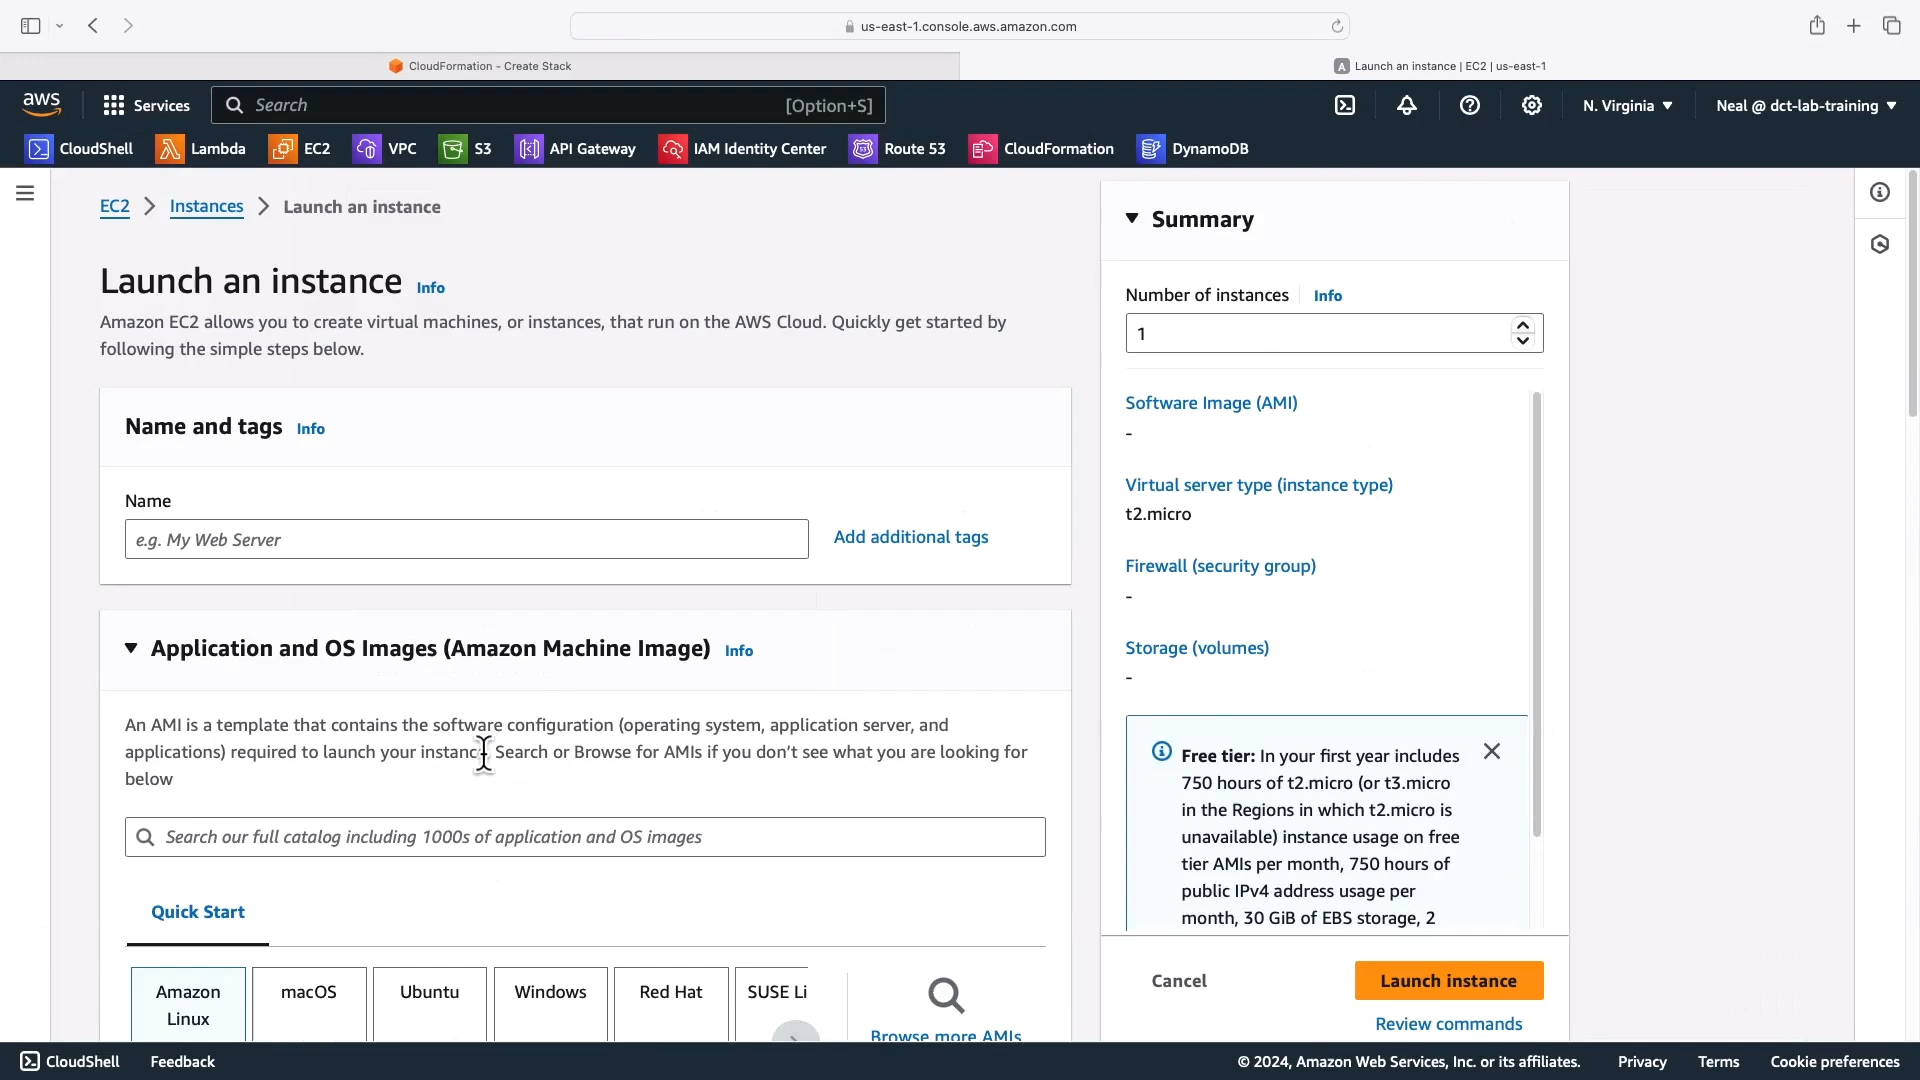 us-east-1.console.aws.amazon.com
CloudFormation - Create Stack
A Launch an instance | EC2 | us-east-1
aws
Services
Search
[Option+S]
N. Virginia
Neal @ dct-lab-training
CloudShell
Lambda
EC2
VPC
S3
API Gateway
IAM Identity Center
Route 53
CloudFormation
DynamoDB
EC2 > Instances > Launch an instance
Launch an instance Info
Amazon EC2 allows you to create virtual machines, or instances, that run on the AWS Cloud. Quickly get started by
following the simple steps below.
Name and tags Info
Name
e.g. My Web Server
Add additional tags
Application and OS Images (Amazon Machine Image) Info
An AMI is a template that contains the software configuration (operating system, application server, and
applications) required to launch your instanc Search or Browse for AMIs if you don't see what you are looking for
below
Search our full catalog including 1000s of application and OS images
Quick Start
Amazon
Linux
macOS
Ubuntu
Windows
Red Hat
SUSE Li
Browse more AMIs
Summary
Number of instances Info
1
Software Image (AMI)
-
Virtual server type (instance type)
t2.micro
Firewall (security group)
-
Storage (volumes)
-
Free tier: In your first year includes
750 hours of t2.micro (or t3.micro
in the Regions in which t2.micro is
unavailable) instance usage on free
tier AMIs per month, 750 hours of
public IPv4 address usage per
month, 30 GiB of EBS storage, 2
Cancel
Launch instance
Review commands
CloudShell
Feedback
© 2024, Amazon Web Services, Inc. or its affiliates.
Privacy
Terms
Cookie preferences